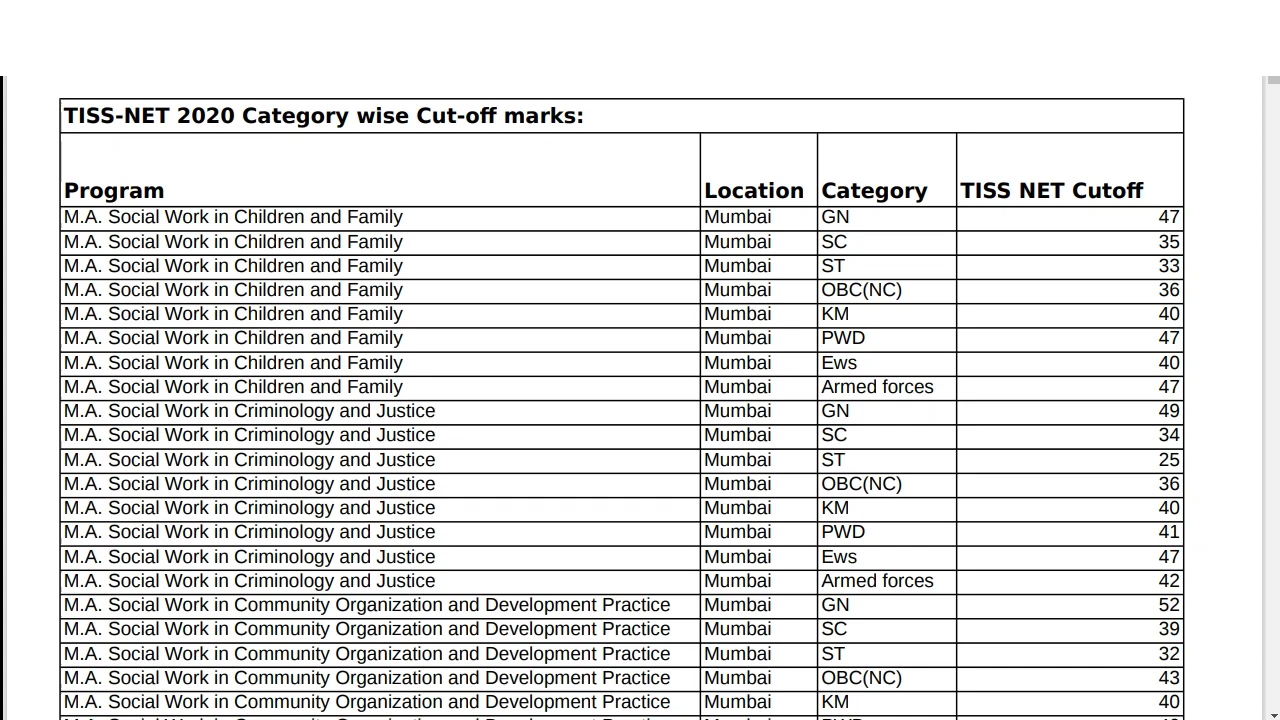 TISS-NET 2020 Category wise Cut-off marks:
Program Location Category TISS NET Cutoff
M.A. Social Work in Children and Family Mumbai GN 47
M.A. Social Work in Children and Family Mumbai SC 35
M.A. Social Work in Children and Family Mumbai ST 33
M.A. Social Work in Children and Family Mumbai OBC(NC) 36
M.A. Social Work in Children and Family Mumbai KM 40
M.A. Social Work in Children and Family Mumbai PWD 47
M.A. Social Work in Children and Family Mumbai Ews 40
M.A. Social Work in Children and Family Mumbai Armed forces 47
M.A. Social Work in Criminology and Justice Mumbai GN 49
M.A. Social Work in Criminology and Justice Mumbai SC 34
M.A. Social Work in Criminology and Justice Mumbai ST 25
M.A. Social Work in Criminology and Justice Mumbai OBC(NC) 36
M.A. Social Work in Criminology and Justice Mumbai KM 40
M.A. Social Work in Criminology and Justice Mumbai PWD 41
M.A. Social Work in Criminology and Justice Mumbai Ews 47
M.A. Social Work in Criminology and Justice Mumbai Armed forces 42
M.A. Social Work in Community Organization and Development Practice Mumbai GN 52
M.A. Social Work in Community Organization and Development Practice Mumbai SC 39
M.A. Social Work in Community Organization and Development Practice Mumbai ST 32
M.A. Social Work in Community Organization and Development Practice Mumbai OBC(NC) 43
M.A. Social Work in Community Organization and Development Practice Mumbai KM 40